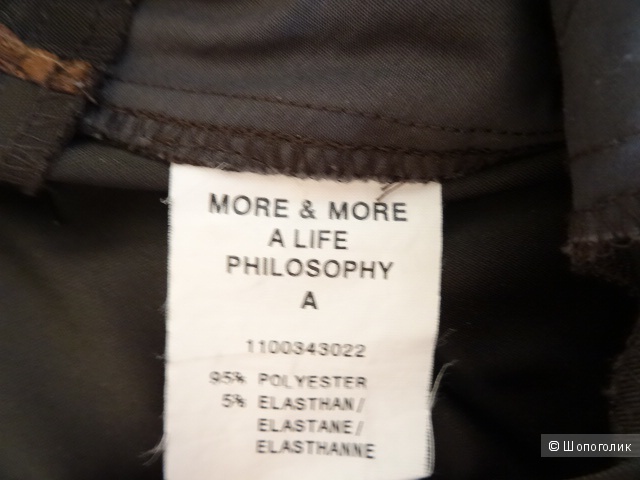 MORE & MORE
A LIFE
PHILOSOPHY
A
1100343022
95% POLYESTER
5% ELASTHAN/
ELASTANE/
ELASTHANNE
© Шопоголик